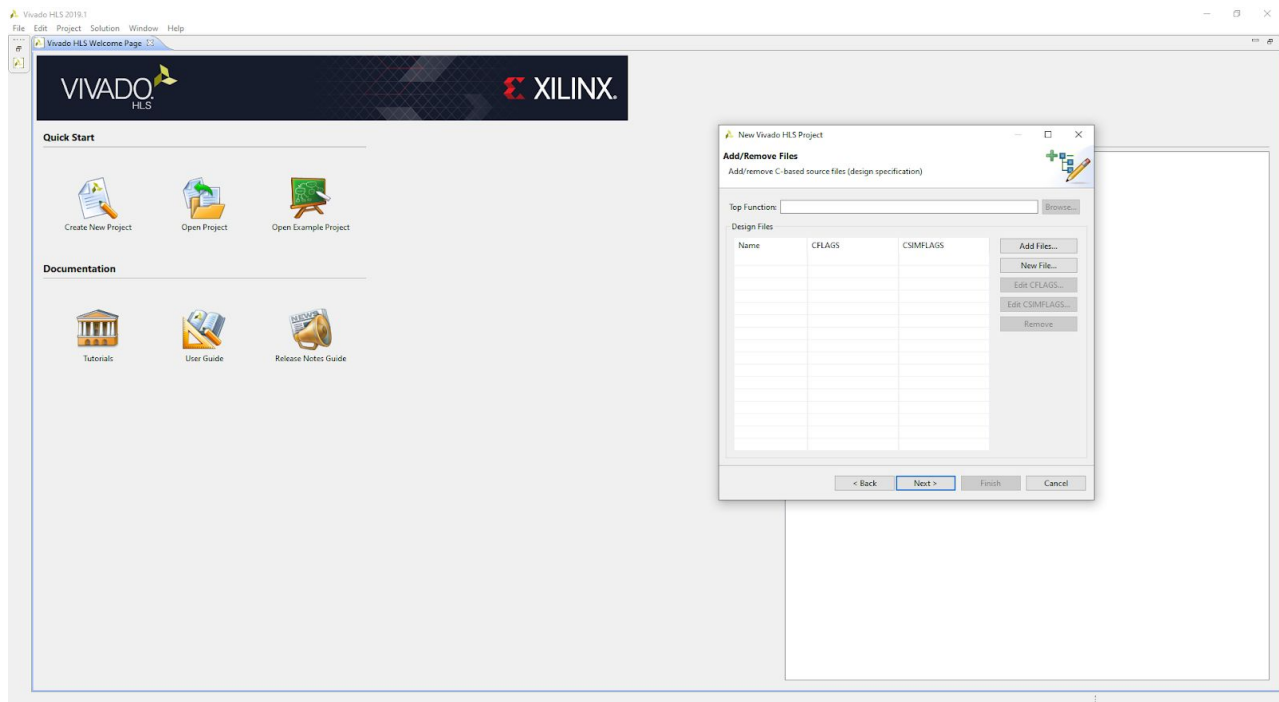 Vivado HLS 2019.1
File Edit Project Solution Window Help
Vivado HLS Welcome Page
VIVADO.
HLS
XILINX.
Quick Start
Create New Project Open Project Open Example Project
Documentation
NEWS
Tutorials User Guide Release Notes Guide
New Vivado HLS Project
Add/Remove Files
Add/remove C-based source files (design specification)
Top Function: Browse...
Design Files
Name CFLAGS CSIMFLAGS
Add Files...
New File...
Edit CFLAGS...
Edit CSIMFLAGS...
Remove
< Back Next > Finish Cancel